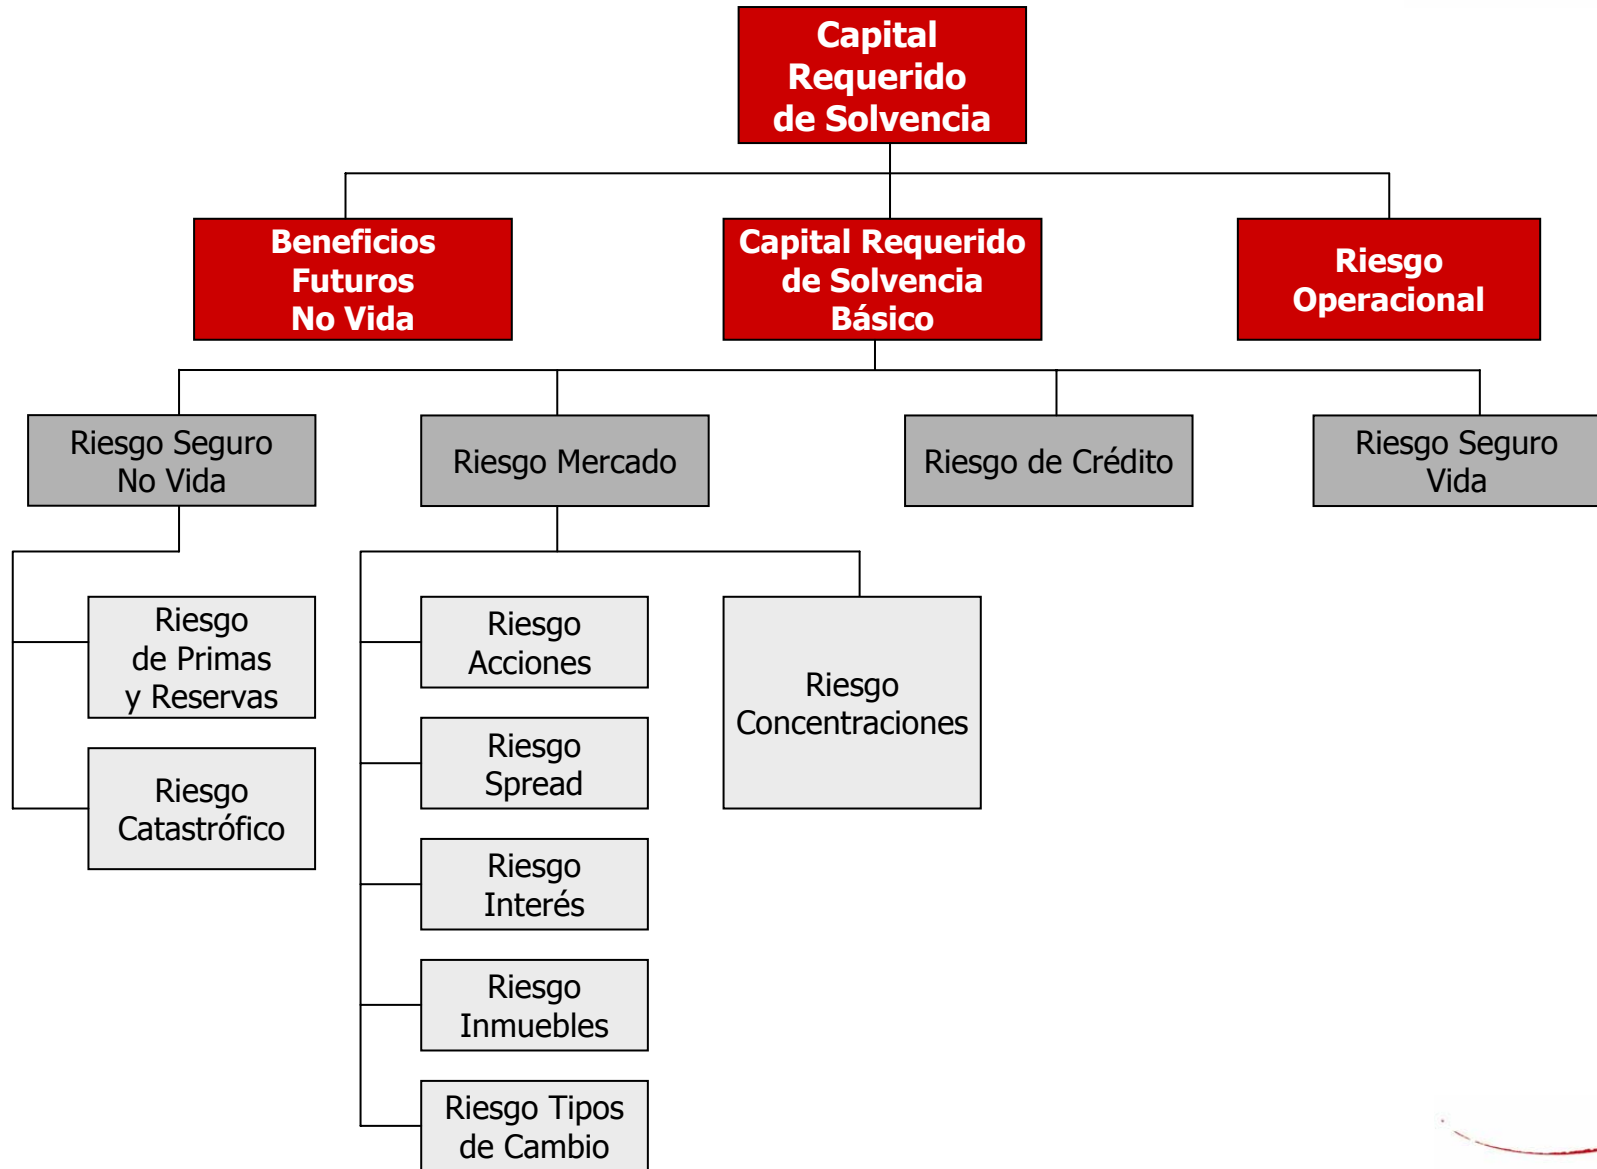 Capital
Requerido
de Solvencia
Beneficios
Futuros
No Vida
Capital Requerido
de Solvencia
Básico
Riesgo
Operacional
Riesgo Seguro
No Vida
Riesgo Mercado
Riesgo de Crédito
Riesgo Seguro
Vida
Riesgo
de Primas
y Reservas
Riesgo
Catastrófico
Riesgo
Acciones
Riesgo
Spread
Riesgo
Interés
Riesgo
Inmuebles
Riesgo Tipos
de Cambio
Riesgo
Concentraciones